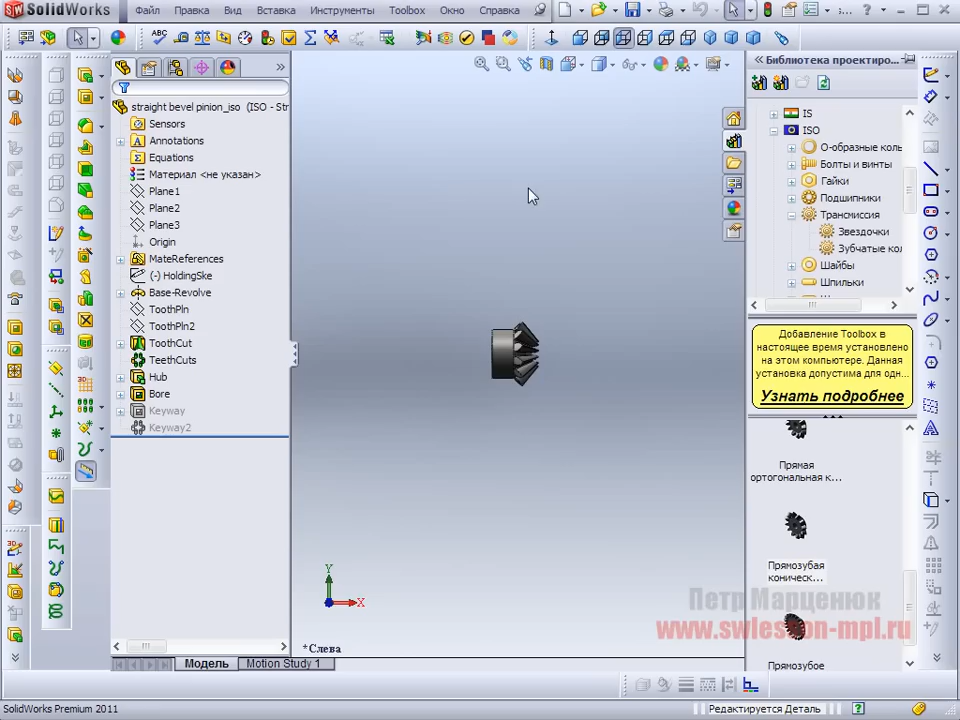 SolidWorks
Файл
Правка
Вид
Вставка
Инструменты
Toolbox
Окно
Справка
straight bevel pinion_iso (ISO - Str
Sensors
Annotations
Equations
Материал <не указан>
Plane1
Plane2
Plane3
Origin
MateReferences
(-) HoldingSke
Base-Revolve
ToothPln
ToothPln2
ToothCut
TeethCuts
Hub
Bore
Keyway
Keyway2
Y
X
*Слева
Модель
Motion Study 1
Библиотека проектиро...
IS
ISO
О-образные коль
Болты и винты
Гайки
Подшипники
Трансмиссия
Звездочки
Зубчатые кол
Шайбы
Шпильки
Добавление Toolbox в
настоящее время установлено
на этом компьютере. Данная
установка допустима для одн...
Узнать подробнее
Прямая
ортогональная к...
Прямозубая
коническ...
Прямозубое
Петр Марценюк
www.swlesson-mpl.ru
SolidWorks Premium 2011
Редактируется Деталь